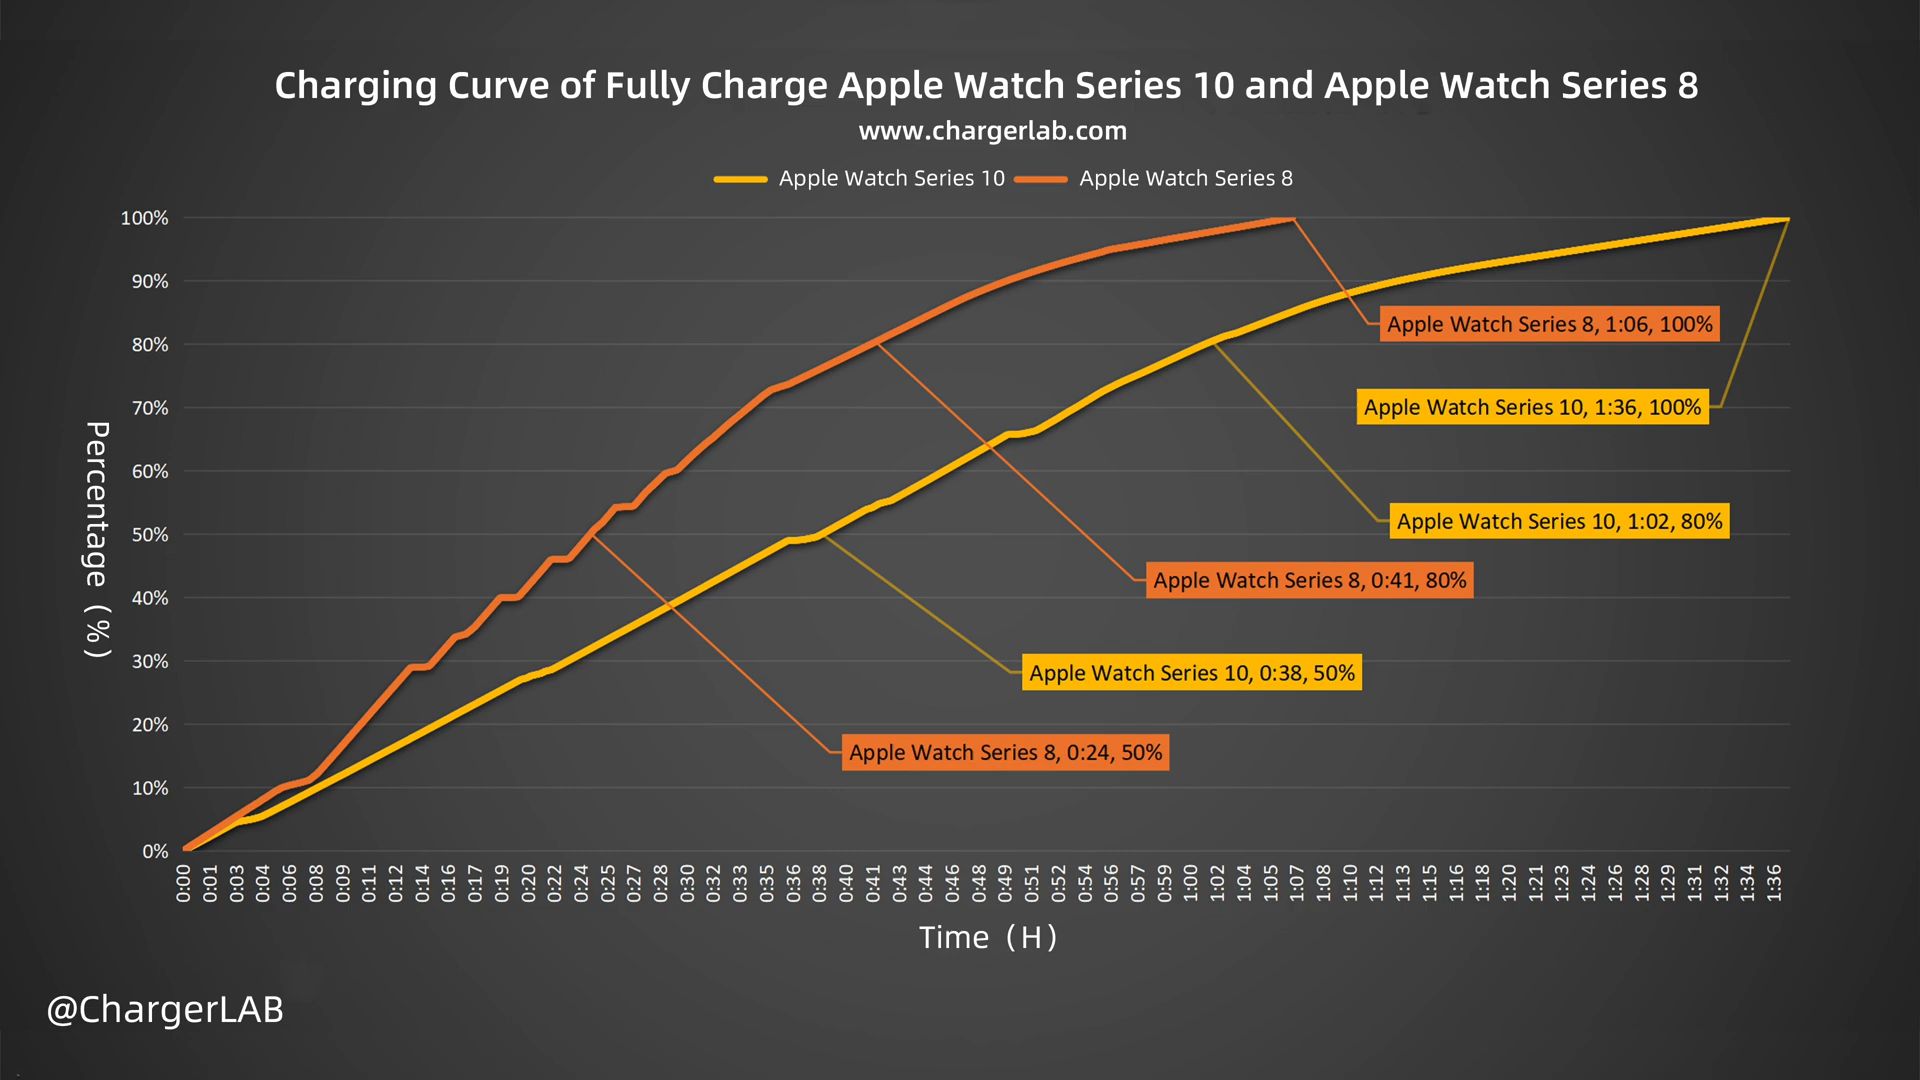 Charging Curve of Fully Charge Apple Watch Series 10 and Apple Watch Series 8
www.chargerlab.com
Apple Watch Series 10 Apple Watch Series 8
100%
90%
80%
70%
60%
50%
40%
30%
20%
10%
0%
Percentage (%)
Apple Watch Series 8, 1:06, 100%
Apple Watch Series 10, 1:36, 100%
Apple Watch Series 10, 1:02, 80%
Apple Watch Series 8, 0:41, 80%
Apple Watch Series 10, 0:38, 50%
Apple Watch Series 8, 0:24, 50%
0:00 0:01 0:03 0:04 0:06 0:08 0:09 0:11 0:12 0:14 0:16 0:17 0:19 0:20 0:22 0:24 0:25 0:27 0:28 0:30 0:32 0:33 0:35 0:36 0:38 0:40 0:41 0:43 0:44 0:46 0:48 0:49 0:51 0:52 0:54 0:56 0:57 0:59 1:00 1:02 1:04 1:05 1:07 1:08 1:10 1:12 1:13 1:15 1:16 1:18 1:20 1:21 1:23 1:24 1:26 1:28 1:29 1:31 1:32 1:34 1:36
Time (H)
@ChargerLAB